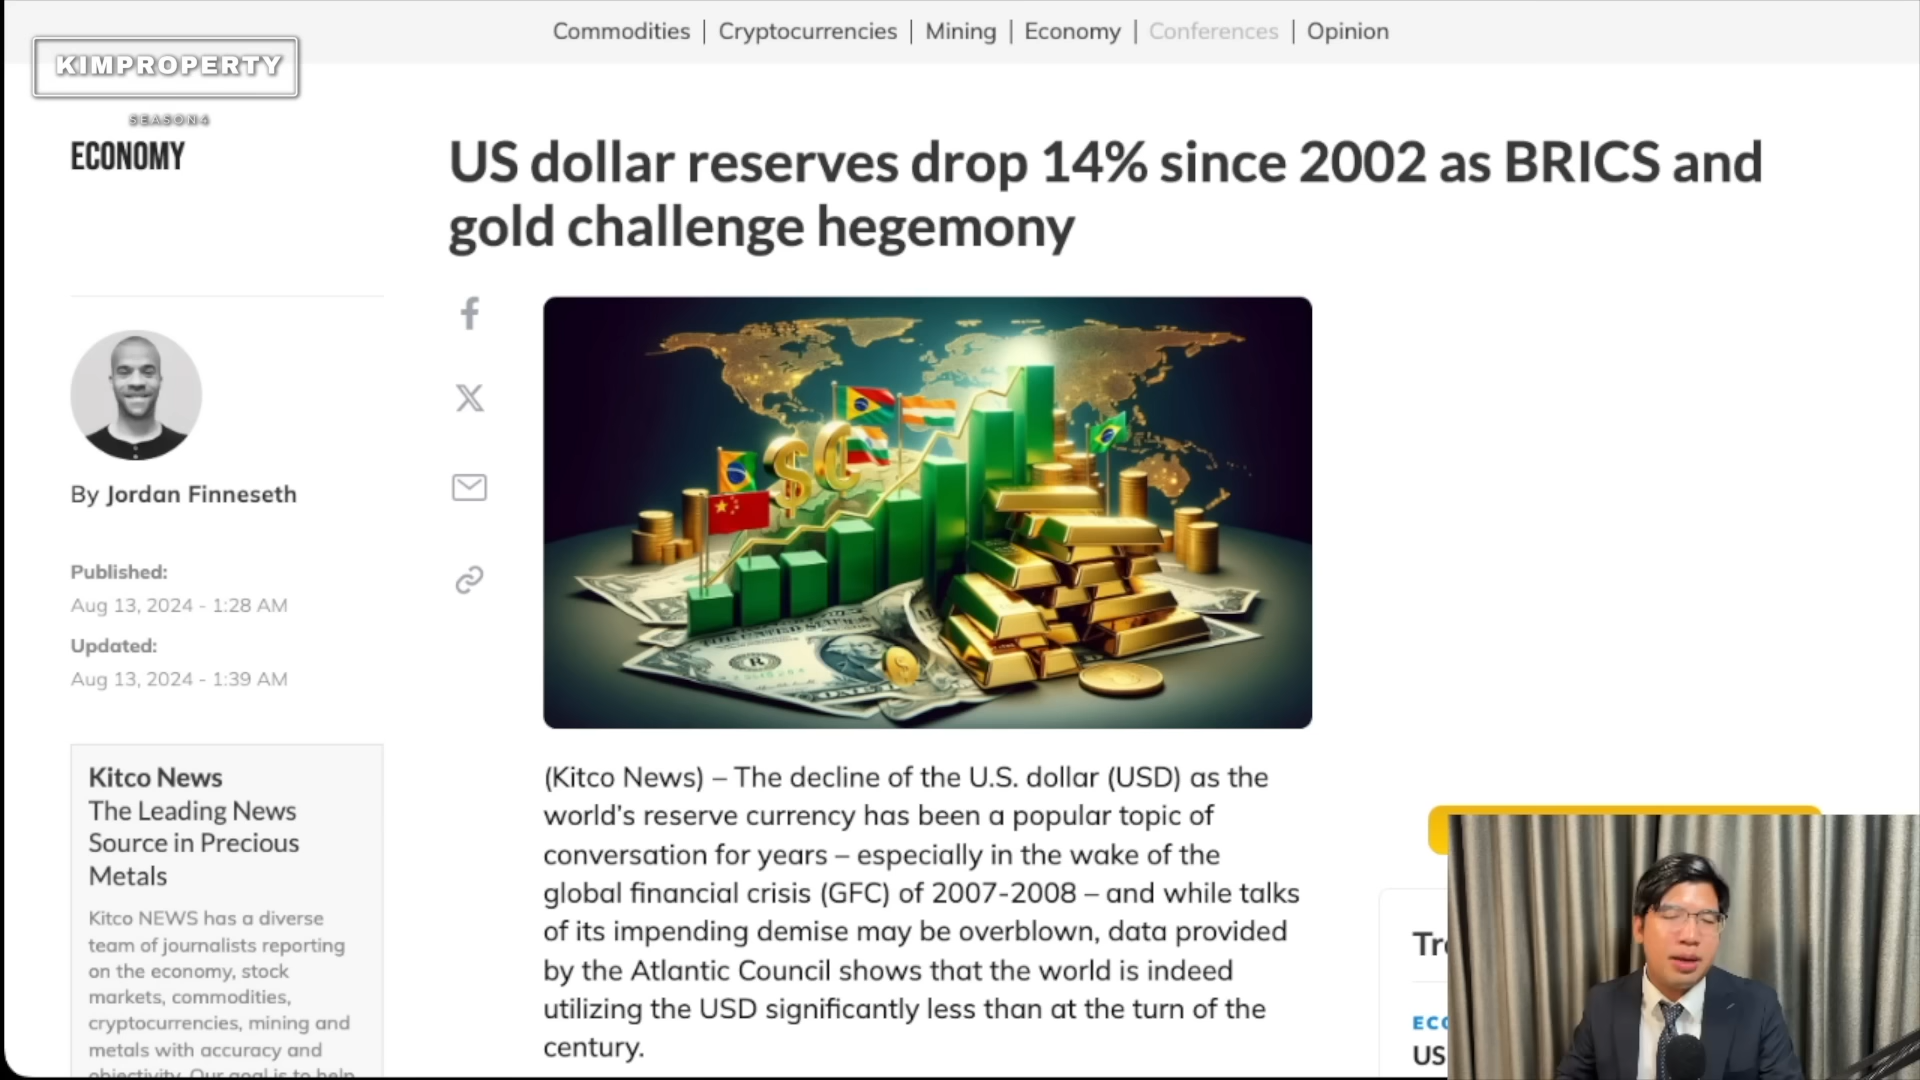 Commodities | Cryptocurrencies | Mining | Economy | Conferences | Opinion
KIMPROPERTY
SEASON4
ECONOMY
US dollar reserves drop 14% since 2002 as BRICS and
gold challenge hegemony
By Jordan Finneseth
Published:
Aug 13, 2024 - 1:28 AM
Updated:
Aug 13, 2024 - 1:39 AM
Kitco News
The Leading News
Source in Precious
Metals
Kitco NEWS has a diverse
team of journalists reporting
on the economy, stock
markets, commodities,
cryptocurrencies, mining and
metals with accuracy and
objectivity. Our goal is to help
(Kitco News) – The decline of the U.S. dollar (USD) as the
world's reserve currency has been a popular topic of
conversation for years – especially in the wake of the
global financial crisis (GFC) of 2007-2008 – and while talks
of its impending demise may be overblown, data provided
by the Atlantic Council shows that the world is indeed
utilizing the USD significantly less than at the turn of the
century.
US